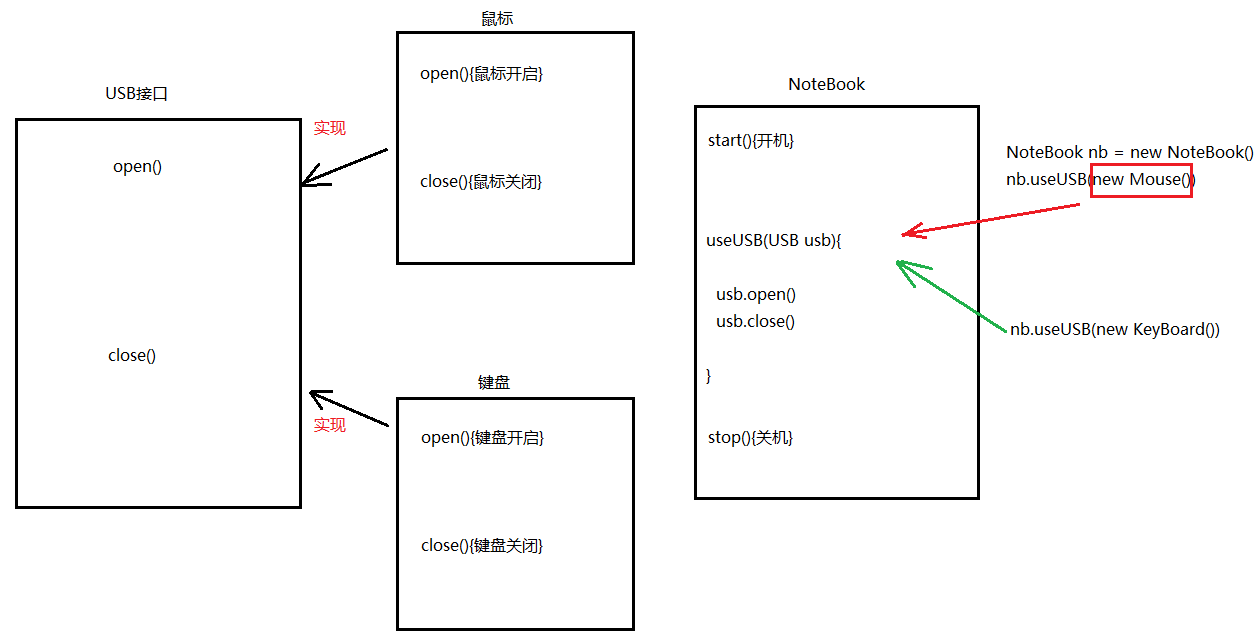 USB接口
open()
close()
实现
实现
鼠标
open(){鼠标开启}
close(){鼠标关闭}
键盘
open(){键盘开启}
close(){键盘关闭}
NoteBook
start(){开机}
useUSB(USB usb){
usb.open()
usb.close()
}
stop(){关机}
NoteBook nb = new NoteBook()
nb.useUSB(new Mouse())
nb.useUSB(new KeyBoard())